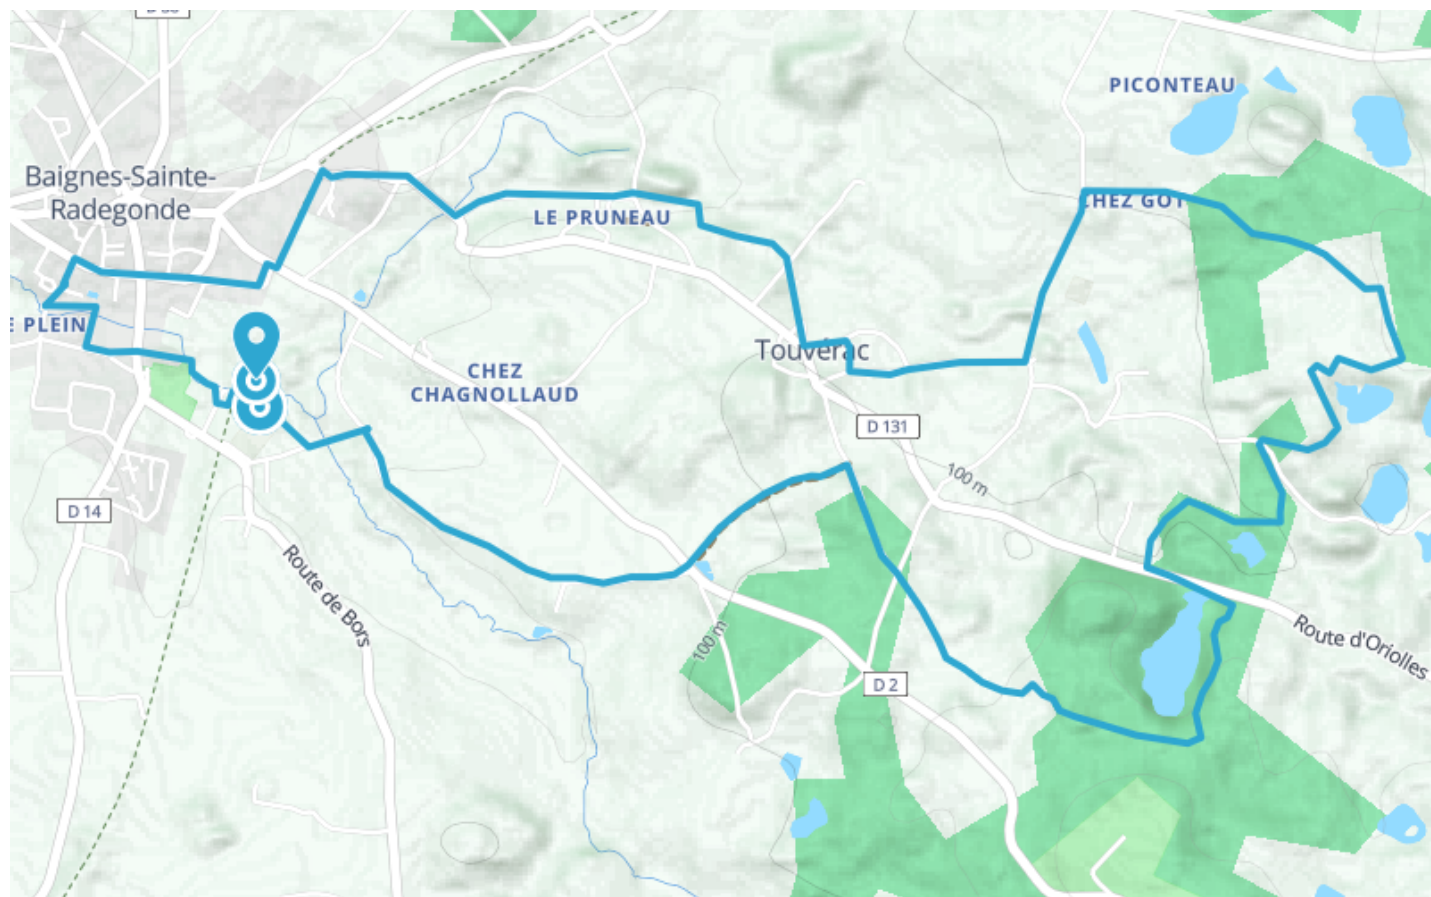 PICONTEAU
Baignes-Sainte-
Radegonde
CHEZ GOT
LE PRUNEAU
E PLEIN
Touvérac
CHEZ
CHAGNOLLAUD
D 131
100 m
D 14
Route de Bors
100 m
Route d'Oriolles
D 2